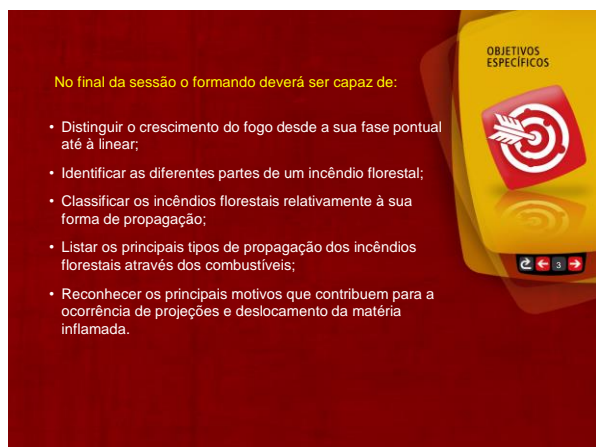 OBJETIVOS
ESPECÍFICOS
No final da sessão o formando deverá ser capaz de:
• Distinguir o crescimento do fogo desde a sua fase pontual
até à linear;
• Identificar as diferentes partes de um incêndio florestal;
• Classificar os incêndios florestais relativamente à sua
forma de propagação;
• Listar os principais tipos de propagação dos incêndios
florestais através dos combustíveis;
• Reconhecer os principais motivos que contribuem para a
ocorrência de projeções e deslocamento da matéria
inflamada.
3